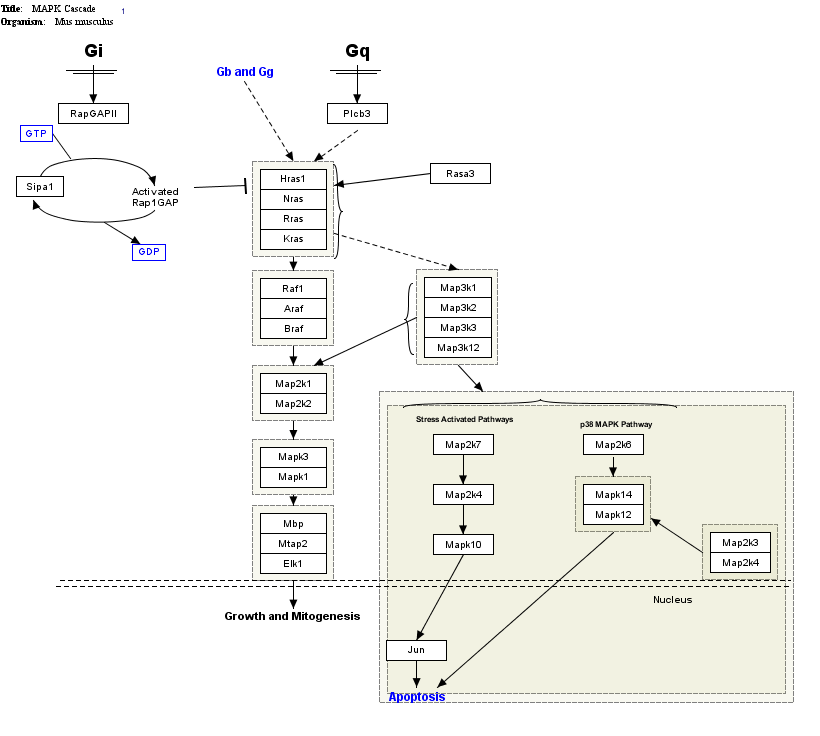 Title: MAPK Cascade 1
Organism: Mus musculus
Gi
Gq
Gb and Gg
RapGAPII
Plcb3
GTP
Sipa1
Activated
Rap1GAP
GDP
Hras1
Nras
Rras
Kras
Rasa3
Raf1
Araf
Braf
Map3k1
Map3k2
Map3k3
Map3k12
Map2k1
Map2k2
Stress Activated Pathways
p38 MAPK Pathway
Map2k7
Map2k6
Mapk3
Mapk1
Map2k4
Mapk14
Mapk12
Mbp
Mtap2
Elk1
Mapk10
Map2k3
Map2k4
Nucleus
Growth and Mitogenesis
Jun
Apoptosis